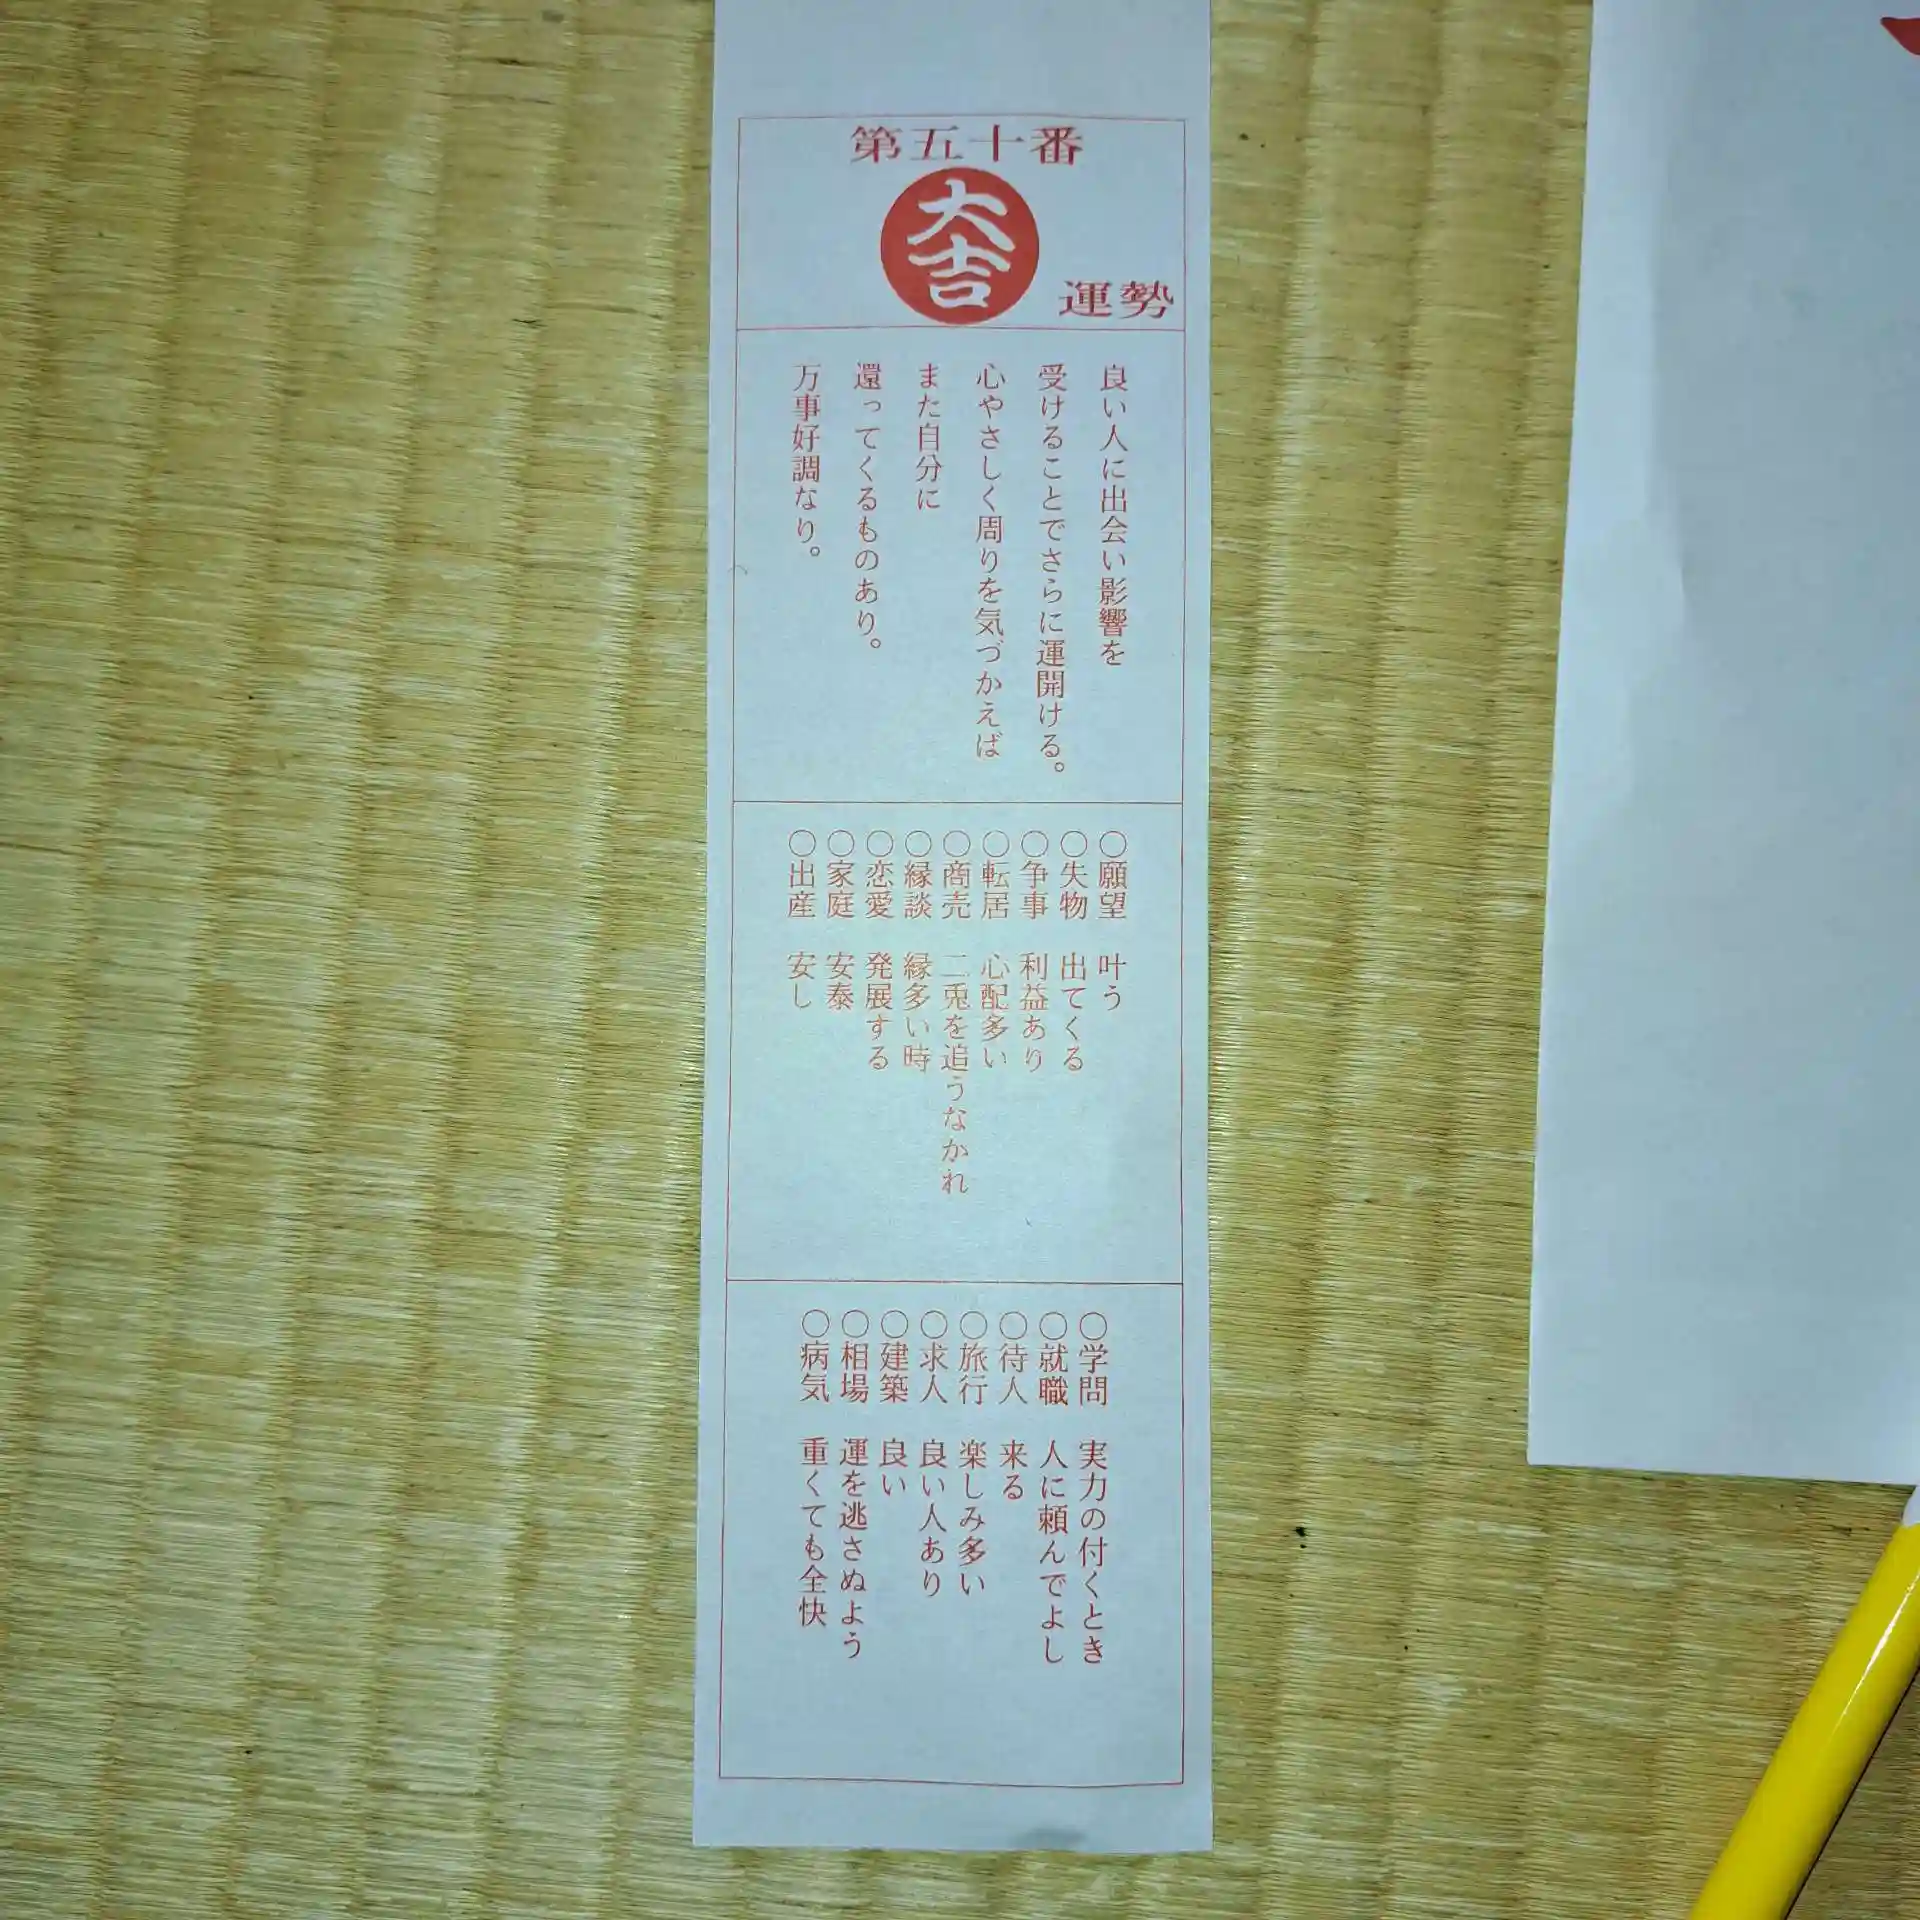 第五十番
大吉
運勢
良い人に出会い影響を
受けることでさらに運開ける。
心やさしく周りを気づかえば
また自分に
還ってくるものあり。
万事好調なり。
○願望 叶う
○失物 出てくる
○争事 利益あり
○転居 心配多い
○商売 二兎を追うなかれ
○縁談 縁多い時
○恋愛 発展する
○家庭 安泰
○出産 安し
○学問 実力の付くとき
○就職 人に頼んでよし
○待人 来る
○旅行 楽しみ多い
○求人 良い人あり
○建築 良い
○相場 運を逃さぬよう
○病気 重くても全快